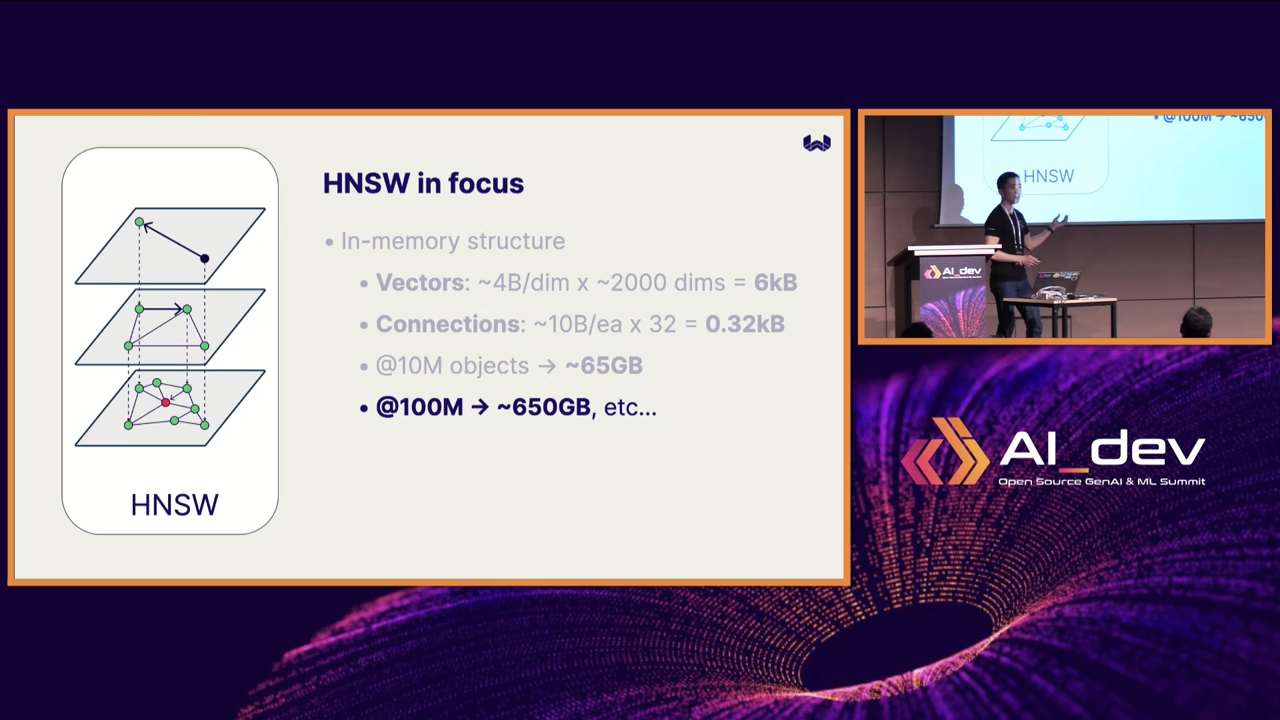 HNSW in focus
• In-memory structure
• Vectors: ~4B/dim x ~2000 dims = 6kB
• Connections: ~10B/ea x 32 = 0.32kB
• @10M objects → ~65GB
• @100M → ~650GB, etc...
HNSW
• @100M → ~650
HNSW
AI_dev
AI_dev
Open Source GenAI & ML Summit